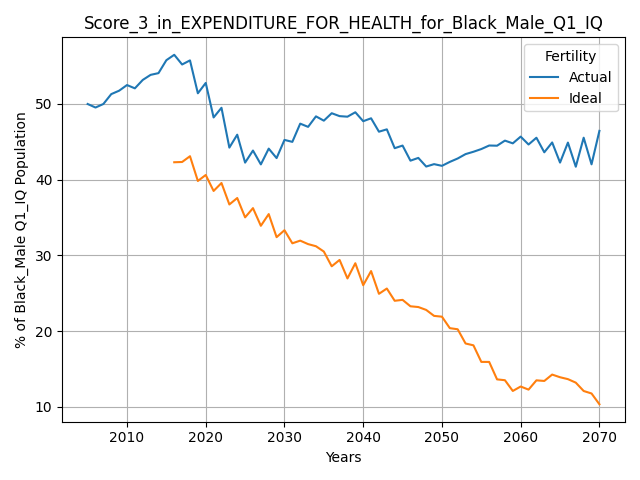 Score_3_in_EXPENDITURE_FOR_HEALTH_for_Black_Male_Q1_IQ
Fertility
Actual
Ideal
% of Black_Male Q1_IQ Population
50
40
30
20
10
2010 2020 2030 2040 2050 2060 2070
Years